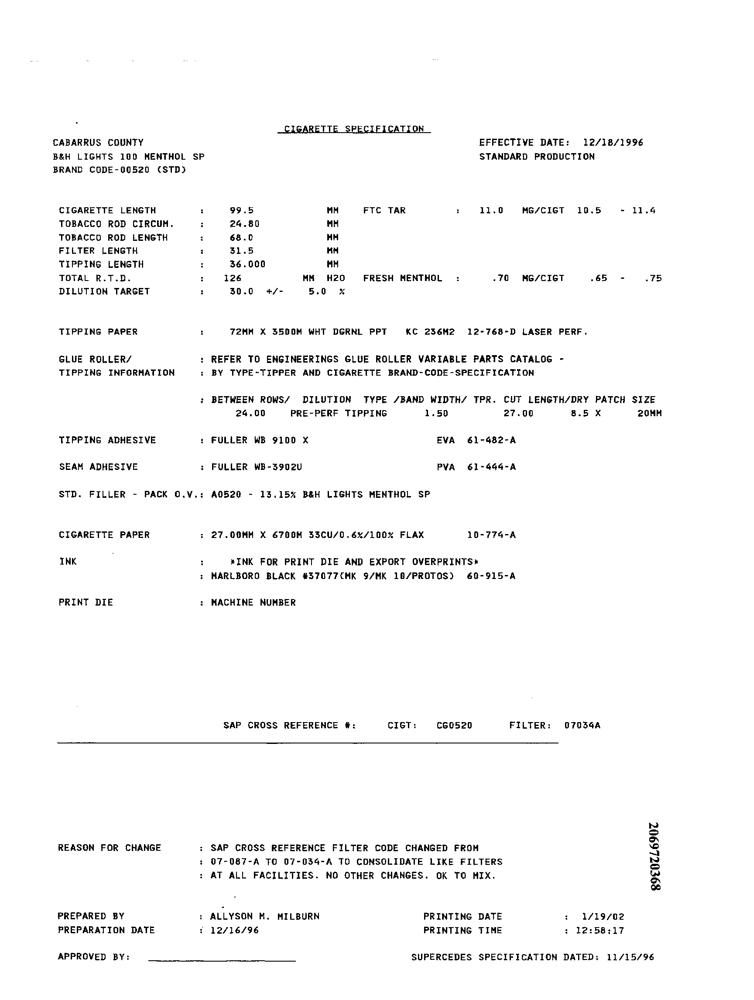 CIGARETTE SPECIFICATION
CABARRUS COUNTY EFFECTIVE DATE: 12/18/1996
B&H LIGHTS 100 MENTHOL SP STANDARD PRODUCTION
BRAND CODE-00520 (STD)
CIGARETTE LENGTH : 99.5 MM FTC TAR : 11.0 MG/CIGT 10.5 - 11.4
TOBACCO ROD CIRCUM. : 24.80 MM
TOBACCO ROD LENGTH : 68.0 MM
FILTER LENGTH : 31.5 MM
TIPPING LENGTH : 36.000 MM
TOTAL R.T.D. : 126 MM H2O FRESH MENTHOL : .70 MG/CIGT .65 - .75
DILUTION TARGET : 30.0 +/- 5.0 %
TIPPING PAPER : 72MM X 3500M WHT DGRNL PPT KC 236M2 12-768-D LASER PERF.
GLUE ROLLER/ : REFER TO ENGINEERINGS GLUE ROLLER VARIABLE PARTS CATALOG -
TIPPING INFORMATION : BY TYPE-TIPPER AND CIGARETTE BRAND-CODE-SPECIFICATION
: BETWEEN ROWS/ DILUTION TYPE /BAND WIDTH/ TPR. CUT LENGTH/DRY PATCH SIZE
24.00 PRE-PERF TIPPING 1.50 27.00 8.5 X 20MM
TIPPING ADHESIVE : FULLER WB 9100 X EVA 61-482-A
SEAM ADHESIVE : FULLER WB-3902U PVA 61-444-A
STD. FILLER - PACK O.V.: A0520 - 13.15% B&H LIGHTS MENTHOL SP
CIGARETTE PAPER : 27.00MM X 6700M 33CU/0.6%/100% FLAX 10-774-A
INK : *INK FOR PRINT DIE AND EXPORT OVERPRINTS*
: MARLBORO BLACK #37077(MK 9/MK 10/PROTOS) 60-915-A
PRINT DIE : MACHINE NUMBER
SAP CROSS REFERENCE #: CIGT: CG0520 FILTER: 07034A
REASON FOR CHANGE : SAP CROSS REFERENCE FILTER CODE CHANGED FROM
: 07-087-A TO 07-034-A TO CONSOLIDATE LIKE FILTERS
: AT ALL FACILITIES. NO OTHER CHANGES. OK TO MIX.
2069720368
PREPARED BY : ALLYSON M. MILBURN PRINTING DATE : 1/19/02
PREPARATION DATE : 12/16/96 PRINTING TIME : 12:58:17
APPROVED BY: SUPERCEDES SPECIFICATION DATED: 11/15/96